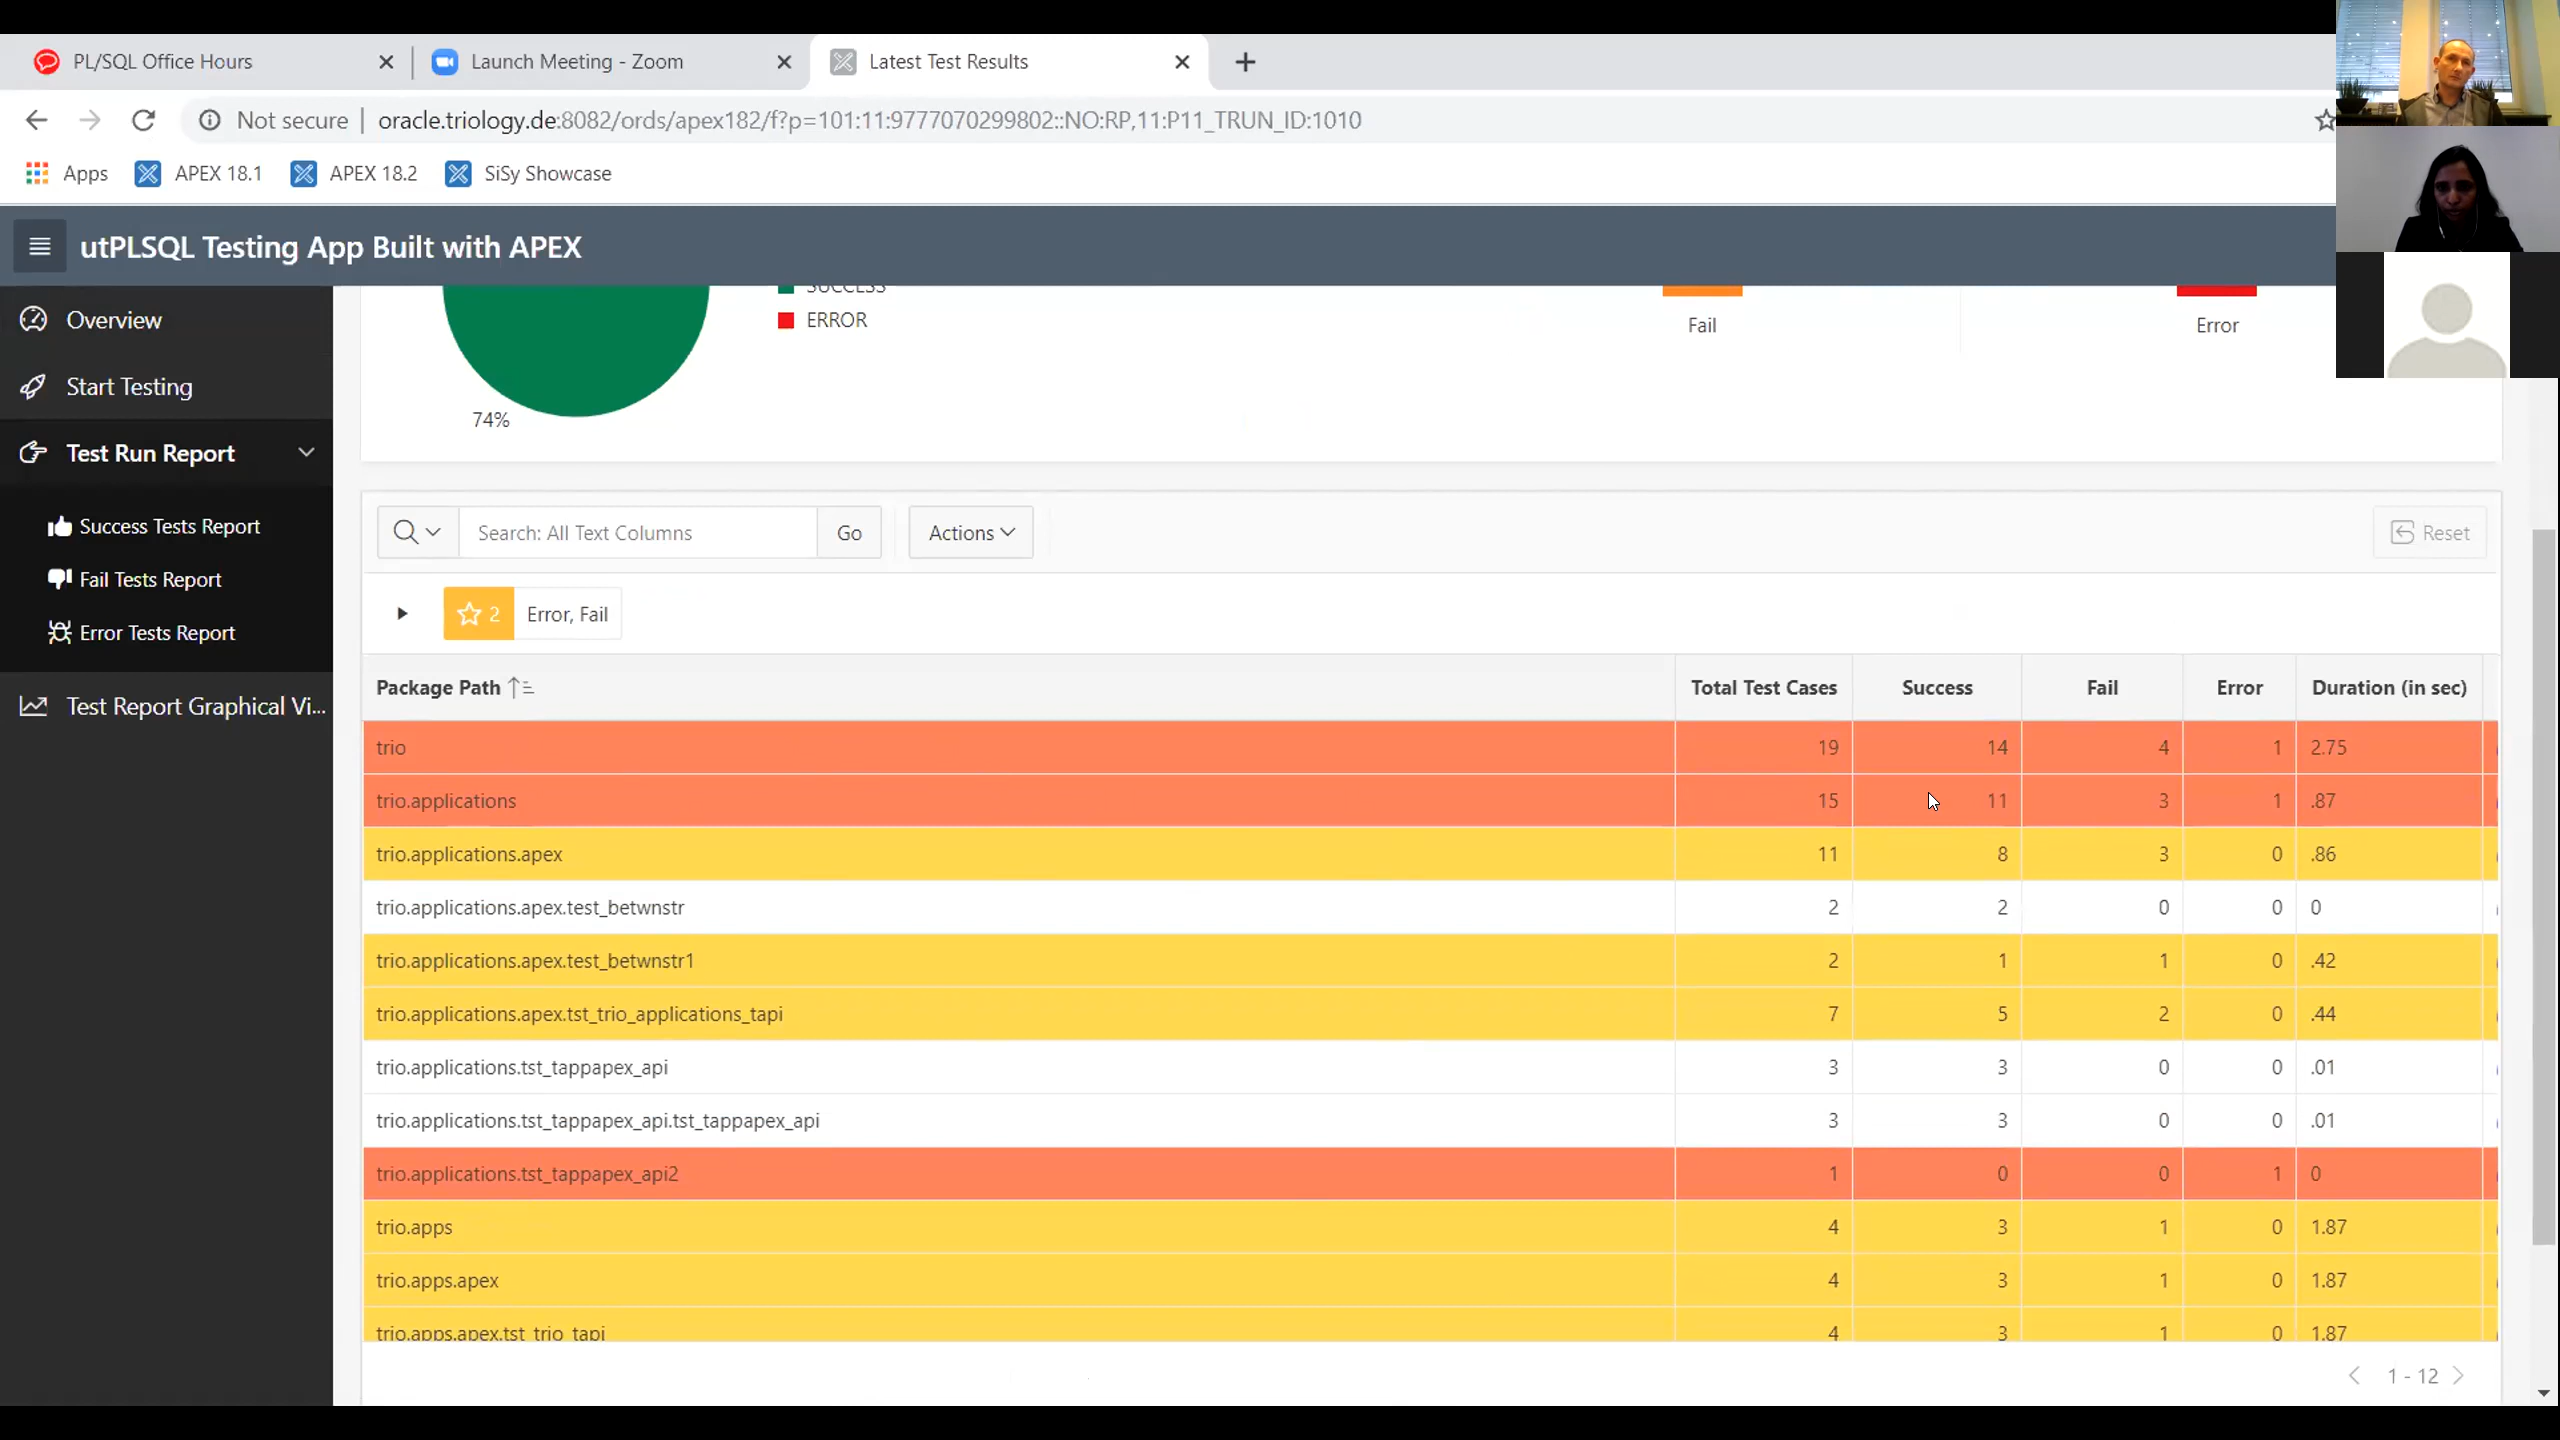 PL/SQL Office Hours
Launch Meeting - Zoom
Latest Test Results
Not secure
oracle.triology.de:8082/ords/apex182/f?p=101:11:9777070299802::NO:RP,11:P11_TRUN_ID:1010
Apps
APEX 18.1
APEX 18.2
SiSy Showcase
utPLSQL Testing App Built with APEX
Overview
Start Testing
Test Run Report
Success Tests Report
Fail Tests Report
Error Tests Report
Test Report Graphical Vi...
SUCCESS
ERROR
74%
Fail
Error
Search: All Text Columns
Go
Actions
Reset
2 Error, Fail
Package Path Total Test Cases Success Fail Error Duration (in sec)
trio 19 14 4 1 2.75
trio.applications 15 11 3 1 .87
trio.applications.apex 11 8 3 0 .86
trio.applications.apex.test_betwnstr 2 2 0 0 0
trio.applications.apex.test_betwnstr1 2 1 1 0 .42
trio.applications.apex.tst_trio_applications_tapi 7 5 2 0 .44
trio.applications.tst_tappapex_api 3 3 0 0 .01
trio.applications.tst_tappapex_api.tst_tappapex_api 3 3 0 0 .01
trio.applications.tst_tappapex_api2 1 0 0 1 0
trio.apps 4 3 1 0 1.87
trio.apps.apex 4 3 1 0 1.87
trio.apps.apex.tst_trio_tapi 4 3 1 0 1.87
1 - 12